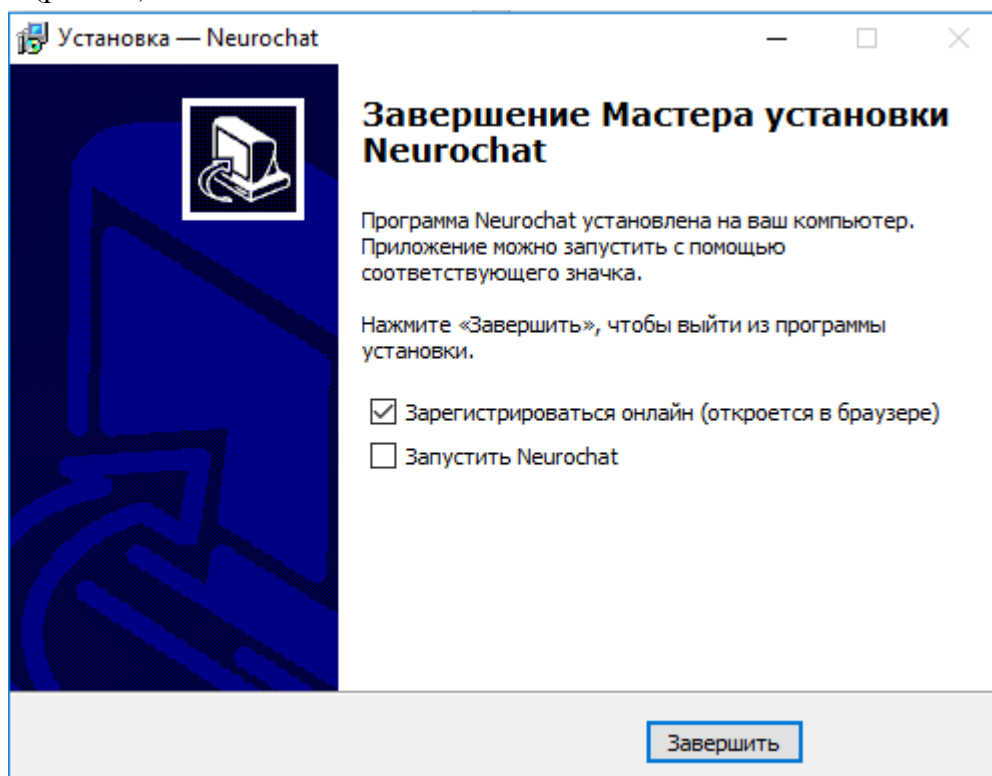 Установка — Neurochat
Завершение Мастера установки
Neurochat
Программа Neurochat установлена на ваш компьютер.
Приложение можно запустить с помощью
соответствующего значка.
Нажмите «Завершить», чтобы выйти из программы
установки.
Зарегистрироваться онлайн (откроется в браузере)
Запустить Neurochat
Завершить